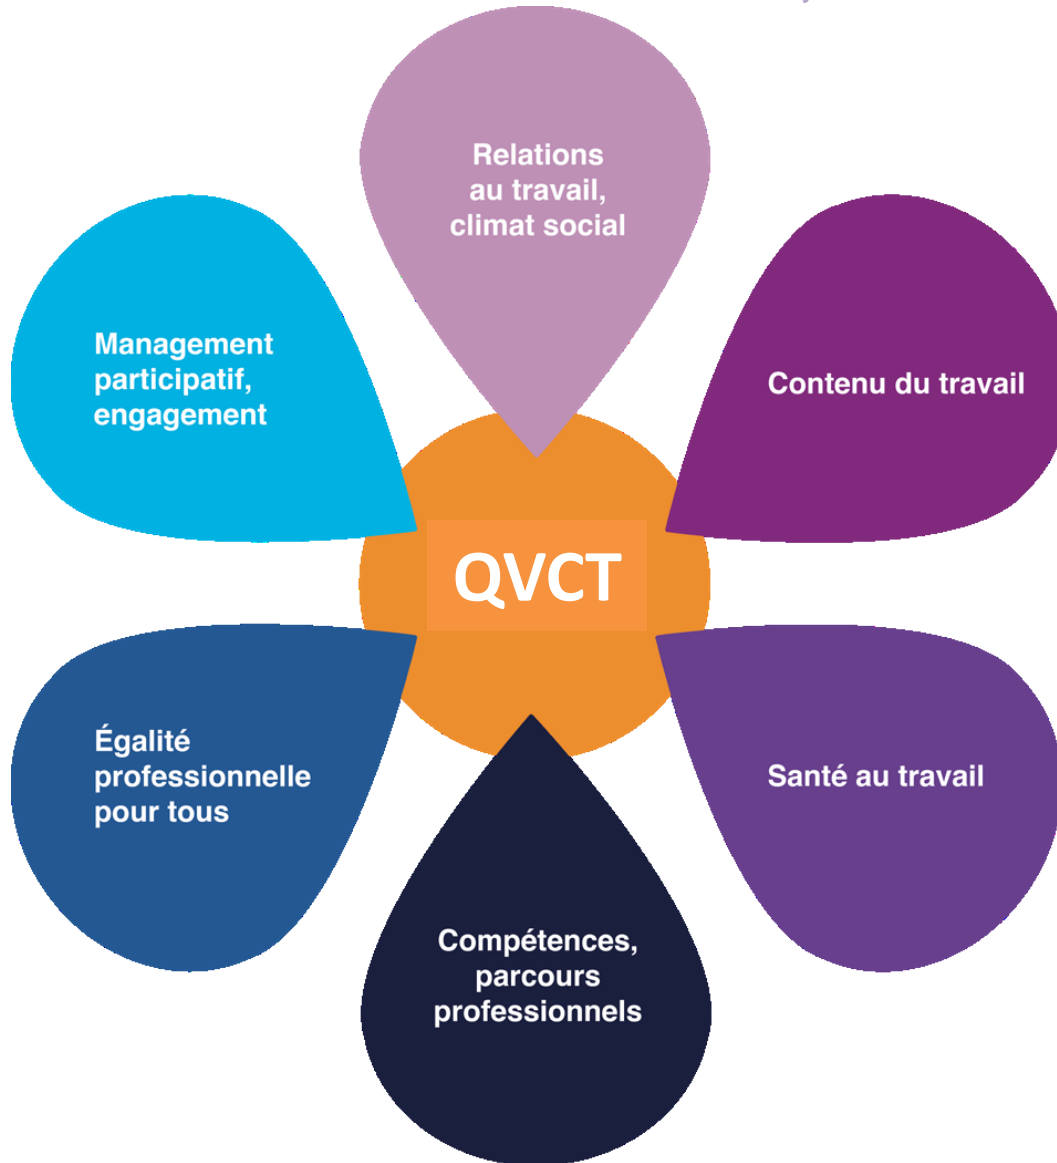 Relations
au travail,
climat social
Contenu du travail
Santé au travail
Compétences,
parcours
professionnels
Égalité
professionnelle
pour tous
Management
participatif,
engagement
QVCT